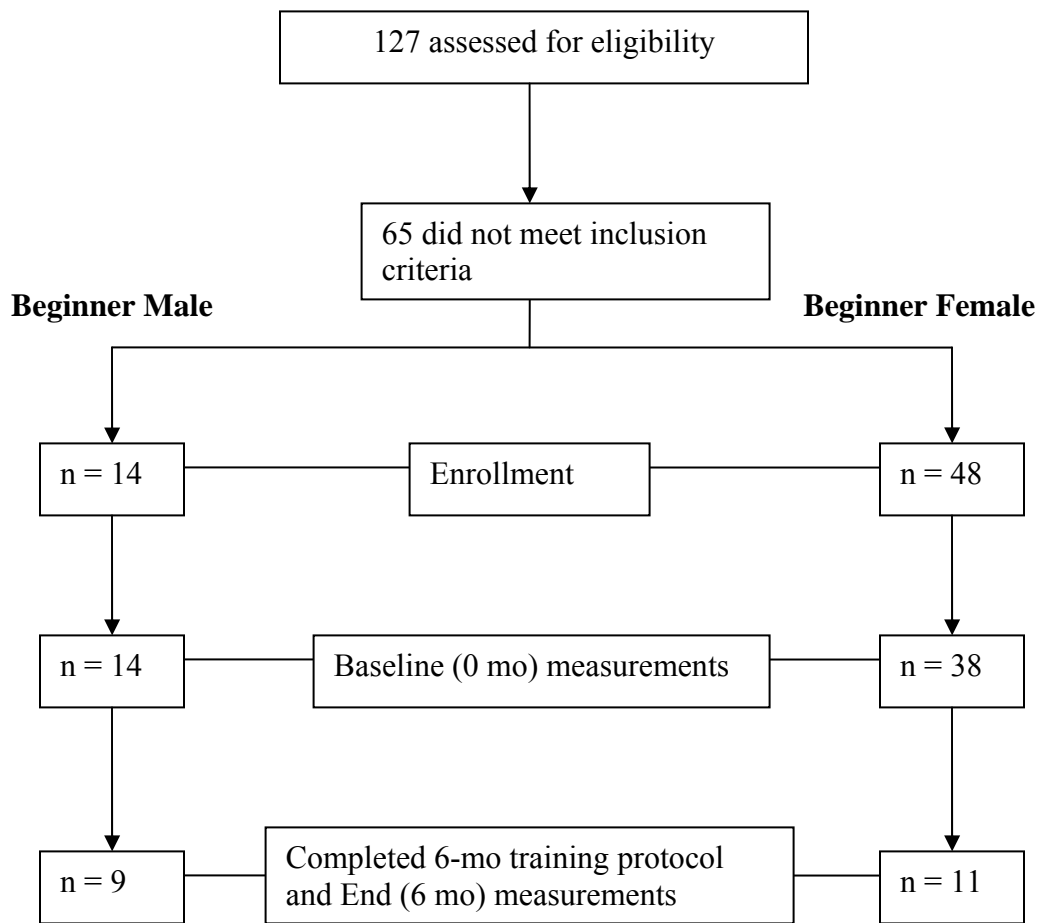 127 assessed for eligibility
65 did not meet inclusion
criteria
Beginner Male
Beginner Female
n = 14
Enrollment
n = 48
n = 14
Baseline (0 mo) measurements
n = 38
n = 9
Completed 6-mo training protocol
and End (6 mo) measurements
n = 11